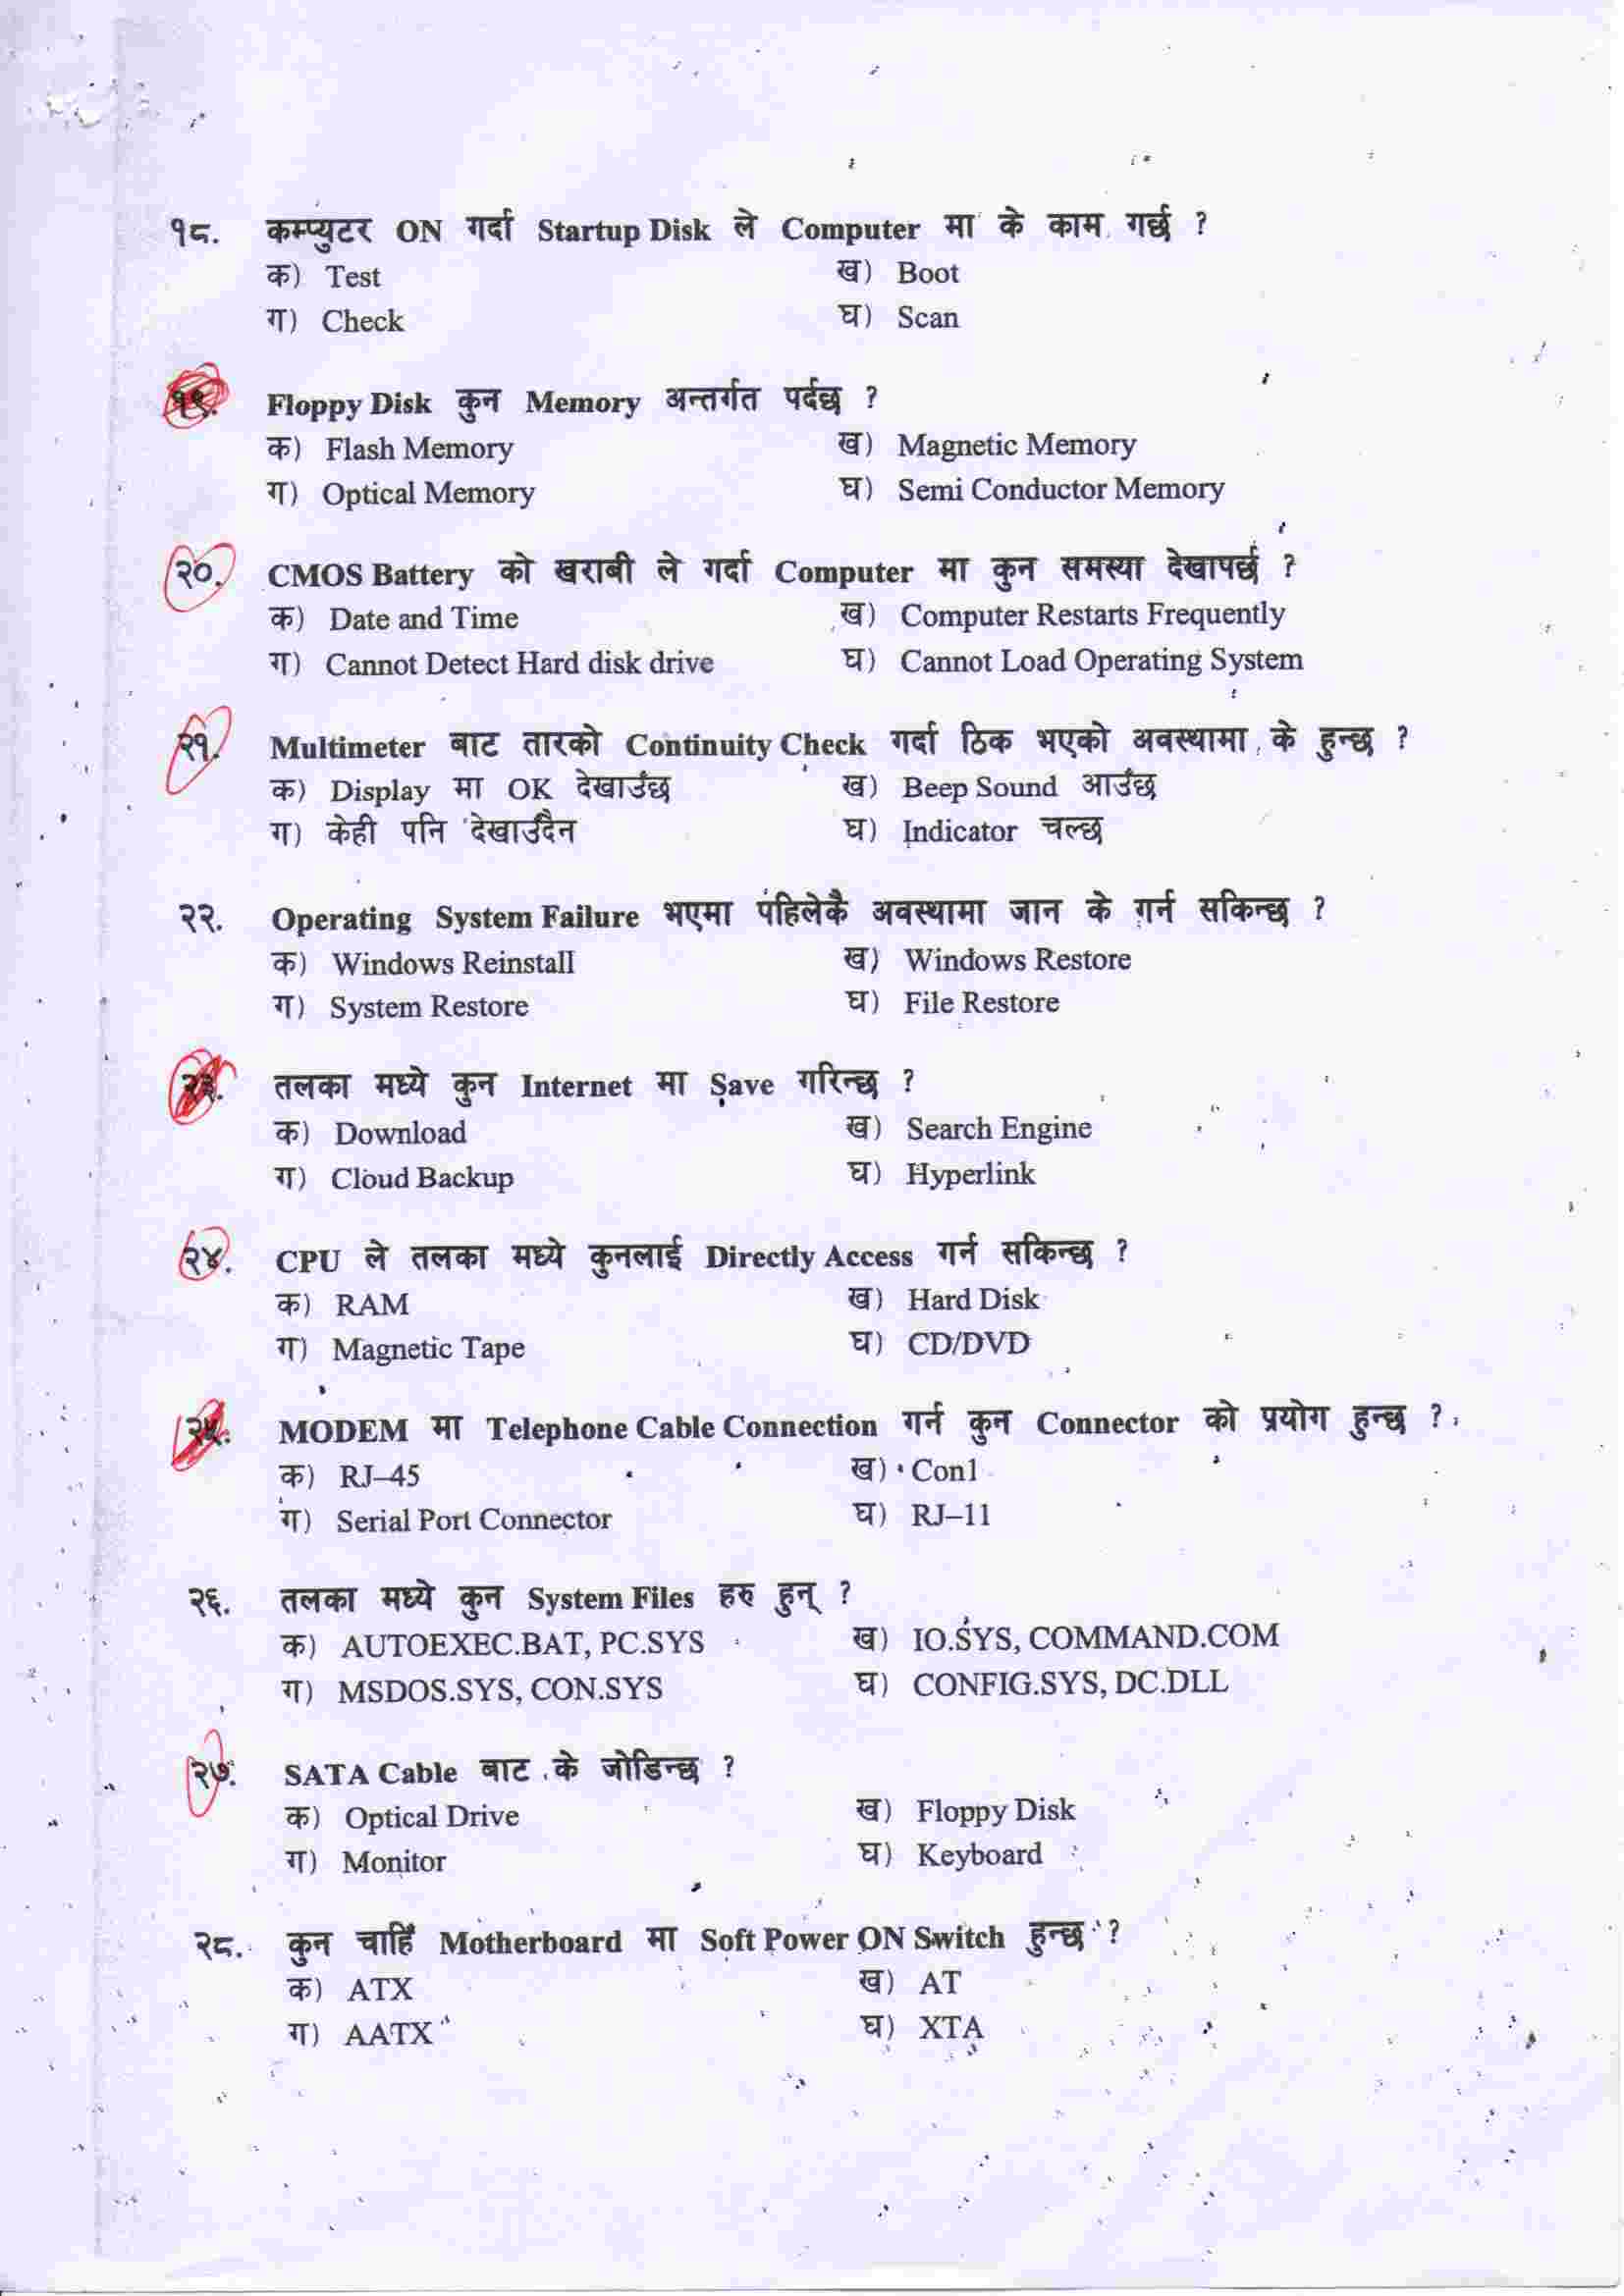 १८. कम्प्युटर ON गर्दा Startup Disk ले Computer मा के काम गर्छ ?
क) Test ख) Boot
ग) Check घ) Scan
१९. Floppy Disk कुन Memory अन्तर्गत पर्दछ ?
क) Flash Memory ख) Magnetic Memory
ग) Optical Memory घ) Semi Conductor Memory
२०. CMOS Battery को खराबी ले गर्दा Computer मा कुन समस्या देखापर्छ ?
क) Date and Time ख) Computer Restarts Frequently
ग) Cannot Detect Hard disk drive घ) Cannot Load Operating System
२१. Multimeter बाट तारको Continuity Check गर्दा ठिक भएको अवस्थामा के हुन्छ ?
क) Display मा OK देखाउँछ ख) Beep Sound आउँछ
ग) केही पनि देखाउँदैन घ) Indicator चल्छ
२२. Operating System Failure भएमा पहिलेकै अवस्थामा जान के गर्न सकिन्छ ?
क) Windows Reinstall ख) Windows Restore
ग) System Restore घ) File Restore
२३. तलका मध्ये कुन Internet मा Save गरिन्छ ?
क) Download ख) Search Engine
ग) Cloud Backup घ) Hyperlink
२४. CPU ले तलका मध्ये कुनलाई Directly Access गर्न सकिन्छ ?
क) RAM ख) Hard Disk
ग) Magnetic Tape घ) CD/DVD
२५. MODEM मा Telephone Cable Connection गर्न कुन Connector को प्रयोग हुन्छ ?
क) RJ–45 ख) Con1
ग) Serial Port Connector घ) RJ–11
२६. तलका मध्ये कुन System Files हरु हुन् ?
क) AUTOEXEC.BAT, PC.SYS ख) IO.SYS, COMMAND.COM
ग) MSDOS.SYS, CON.SYS घ) CONFIG.SYS, DC.DLL
२७. SATA Cable बाट के जोडिन्छ ?
क) Optical Drive ख) Floppy Disk
ग) Monitor घ) Keyboard
२८. कुन चाहिँ Motherboard मा Soft Power ON Switch हुन्छ ?
क) ATX ख) AT
ग) AATX घ) XTA